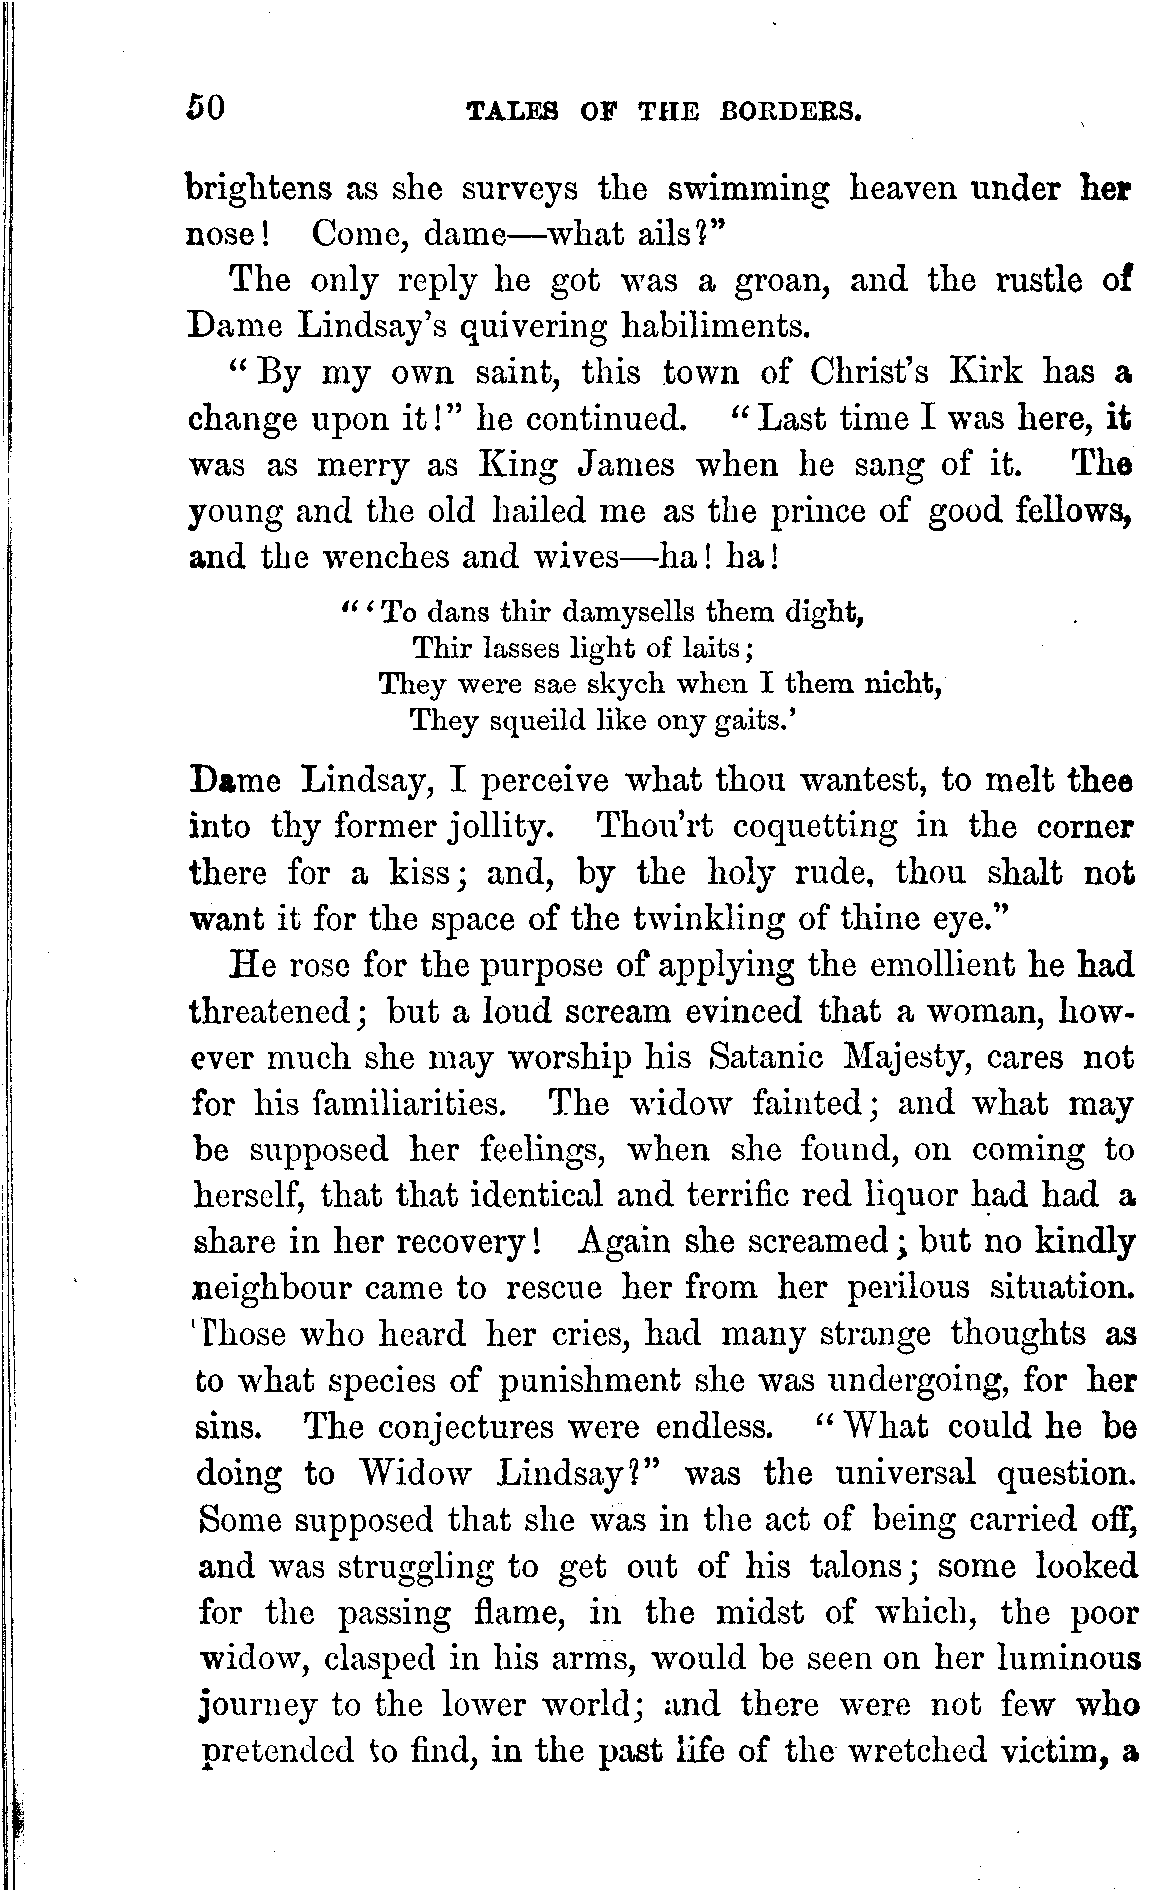 50 TALES OF THE BORDERS.
brightens as she surveys the swimming heaven under her
nose! Come, dame—what ails?"
The only reply he got was a groan, and the rustle of
Dame Lindsay's quivering habiliments.
"By my own saint, this town of Christ's Kirk has a
change upon it!" he continued. "Last time I was here, it
was as merry as King James when he sang of it. The
young and the old hailed me as the prince of good fellows,
and the wenches and wives—ha! ha!
"'To dans thir damysells them dight,
Thir lasses light of laits;
They were sae skych when I them nicht,
They squeild like ony gaits.'
Dame Lindsay, I perceive what thou wantest, to melt thee
into thy former jollity. Thou'rt coquetting in the corner
there for a kiss; and, by the holy rude, thou shalt not
want it for the space of the twinkling of thine eye."
He rose for the purpose of applying the emollient he had
threatened; but a loud scream evinced that a woman, how-
ever much she may worship his Satanic Majesty, cares not
for his familiarities. The widow fainted; and what may
be supposed her feelings, when she found, on coming to
herself, that that identical and terrific red liquor had had a
share in her recovery! Again she screamed; but no kindly
neighbour came to rescue her from her perilous situation.
Those who heard her cries, had many strange thoughts as
to what species of punishment she was undergoing, for her
sins. The conjectures were endless. "What could he be
doing to Widow Lindsay?" was the universal question.
Some supposed that she was in the act of being carried off,
and was struggling to get out of his talons; some looked
for the passing flame, in the midst of which, the poor
widow, clasped in his arms, would be seen on her luminous
journey to the lower world; and there were not few who
pretended to find, in the past life of the wretched victim, a